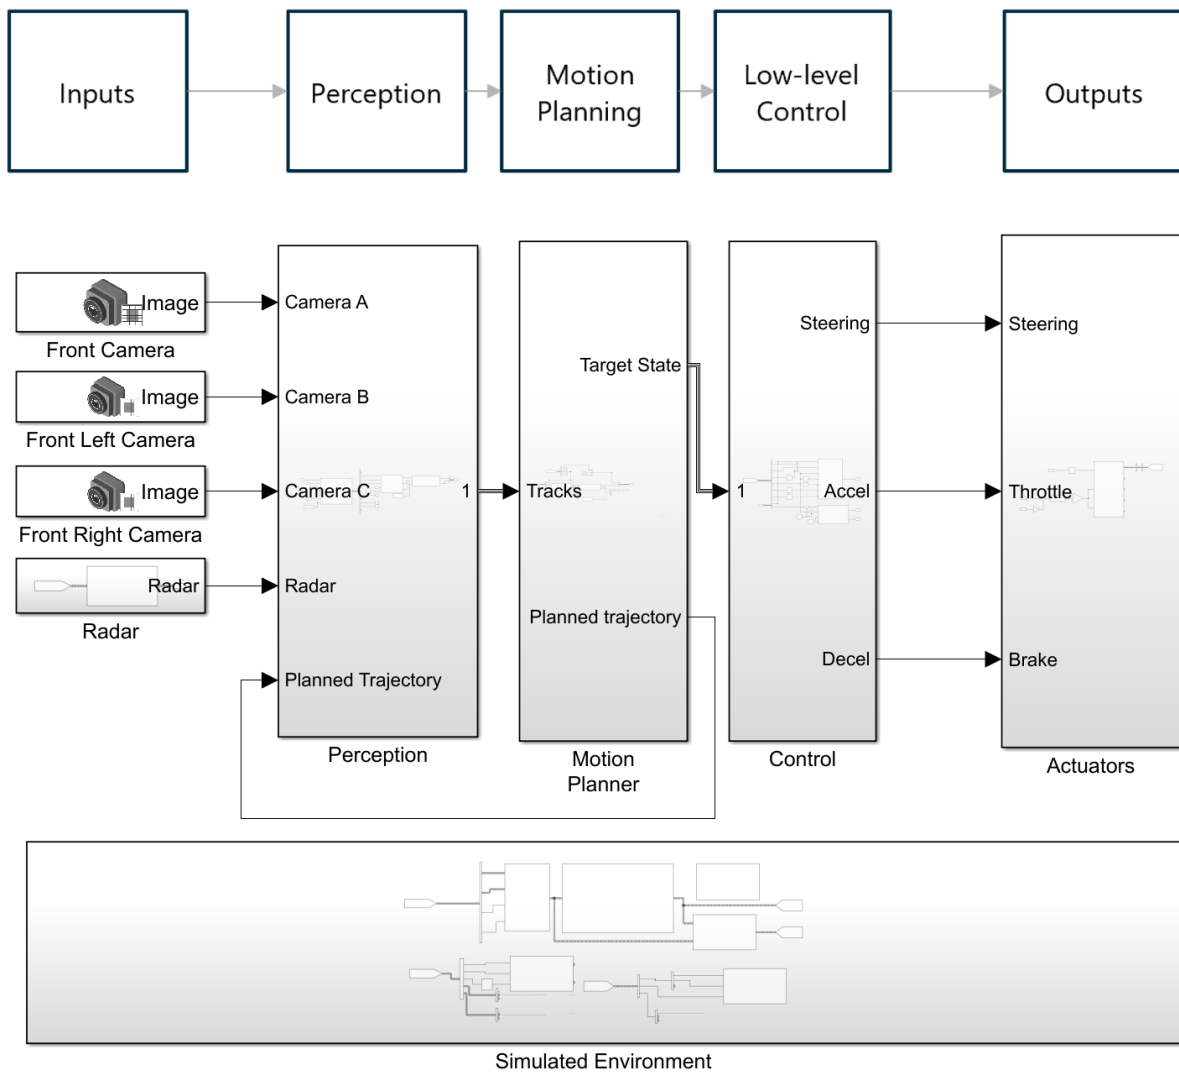 Inputs
Perception
Motion
Planning
Low-level
Control
Outputs
Image
Front Camera
Image
Front Left Camera
Image
Front Right Camera
Radar
Radar
Camera A
Camera B
Camera C
1
Radar
Planned Trajectory
Perception
Target State
Tracks
Planned trajectory
Motion
Planner
Steering
1
Accel
Decel
Control
Steering
Throttle
Brake
Actuators
Simulated Environment